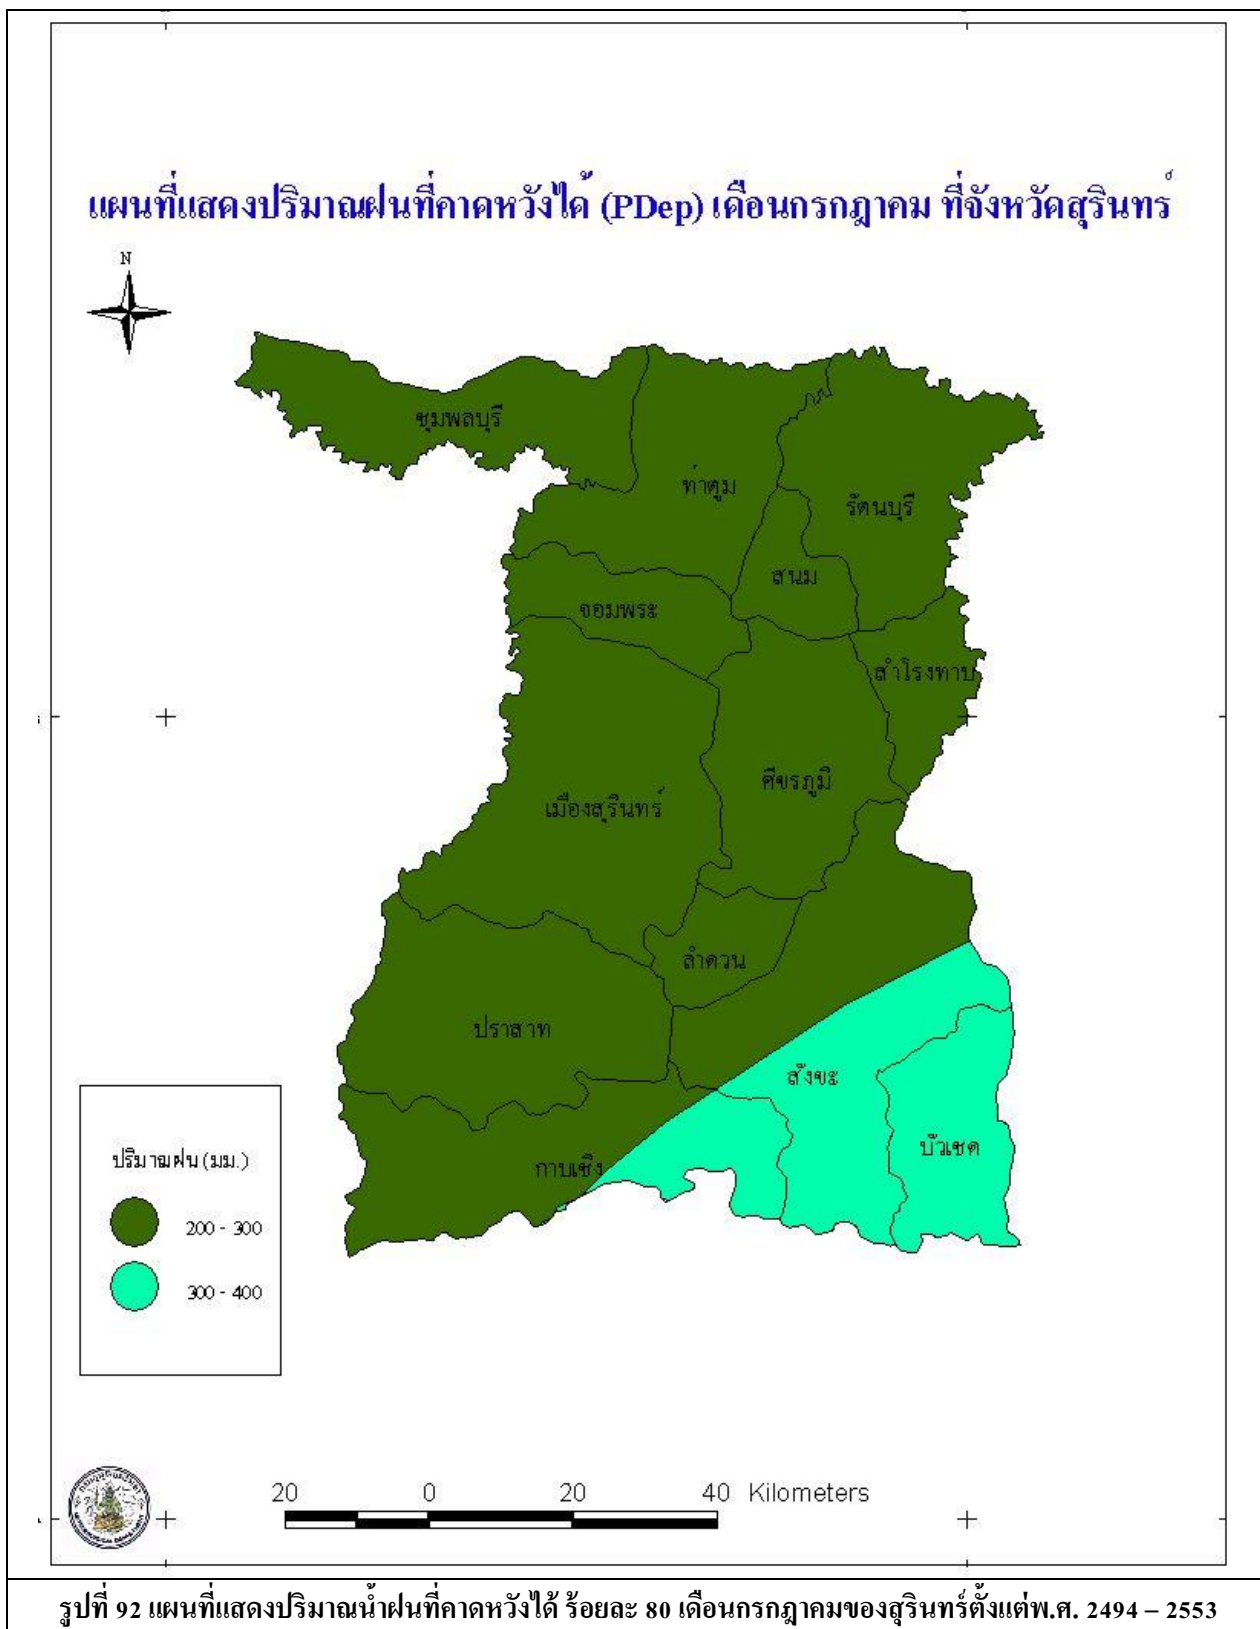 แผนที่แสดงปริมาณฝนที่คาดหวังได้ (PDep) เดือนกรกฎาคม ที่จังหวัดสุรินทร์
N
ชุมพลบุรี
ท่าตูม
รัตนบุรี
สนม
จอมพระ
สำโรงทาบ
ศีขรภูมิ
เมืองสุรินทร์
ลำดวน
ปราสาท
สังขะ
บัวเชด
กาบเชิง
ปริมาณฝน (มม.)
200 - 300
300 - 400
20 0 20 40 Kilometers
รูปที่ 92 แผนที่แสดงปริมาณน้ำฝนที่คาดหวังได้ ร้อยละ 80 เดือนกรกฎาคมของสุรินทร์ตั้งแต่พ.ศ. 2494 – 2553